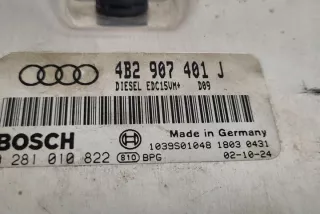 4B2 907 401 J
DIESEL EDC15VM+ D09
BOSCH
Made in Germany
1039S01048 1803 0431
281 010 822 810 BPG 02-10-24